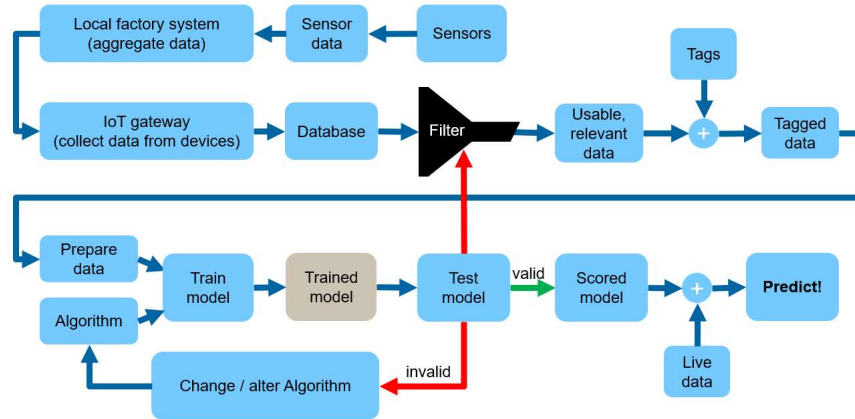 Local factory system
(aggregate data)
Sensor
data
Sensors
Tags
IoT gateway
(collect data from devices)
Database
Filter
Usable,
relevant
data
+
Tagged
data
Prepare
data
Train
model
Trained
model
Test
model
valid
Scored
model
+
Predict!
Algorithm
Change / alter Algorithm
invalid
Live
data